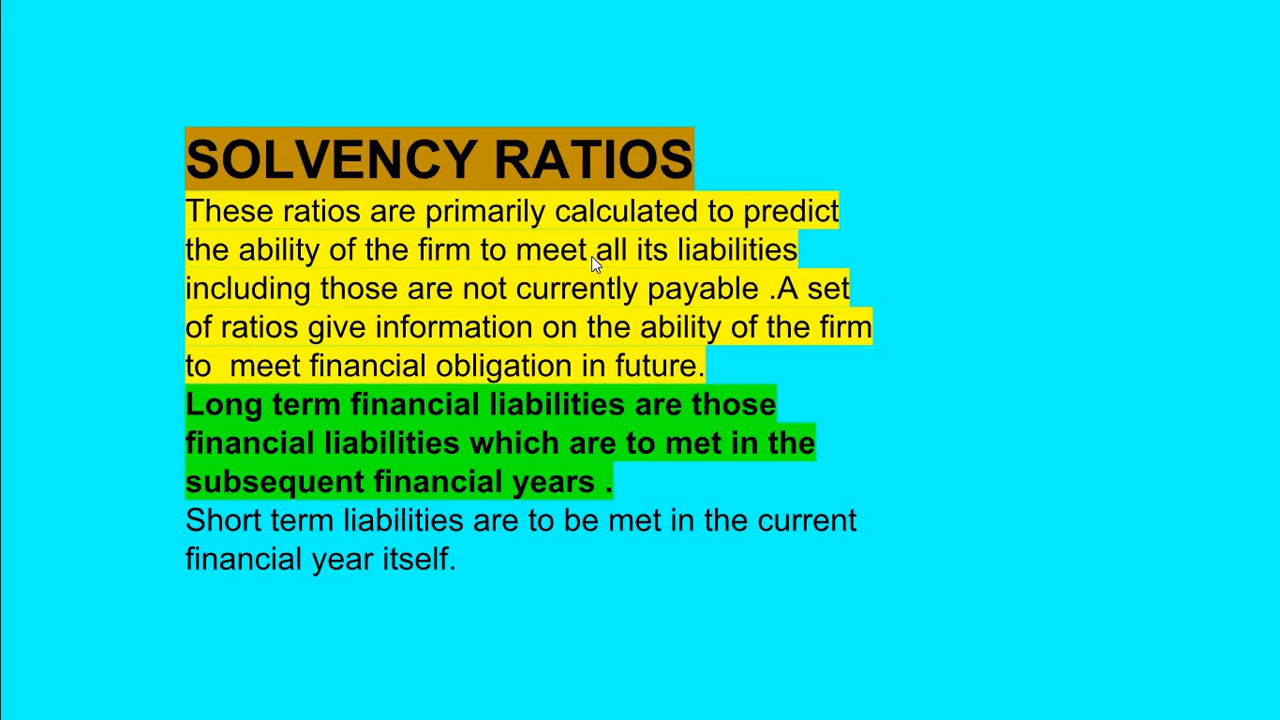 SOLVENCY RATIOS
These ratios are primarily calculated to predict
the ability of the firm to meet all its liabilities
including those are not currently payable .A set
of ratios give information on the ability of the firm
to  meet financial obligation in future.
Long term financial liabilities are those
financial liabilities which are to met in the
subsequent financial years .
Short term liabilities are to be met in the current
financial year itself.